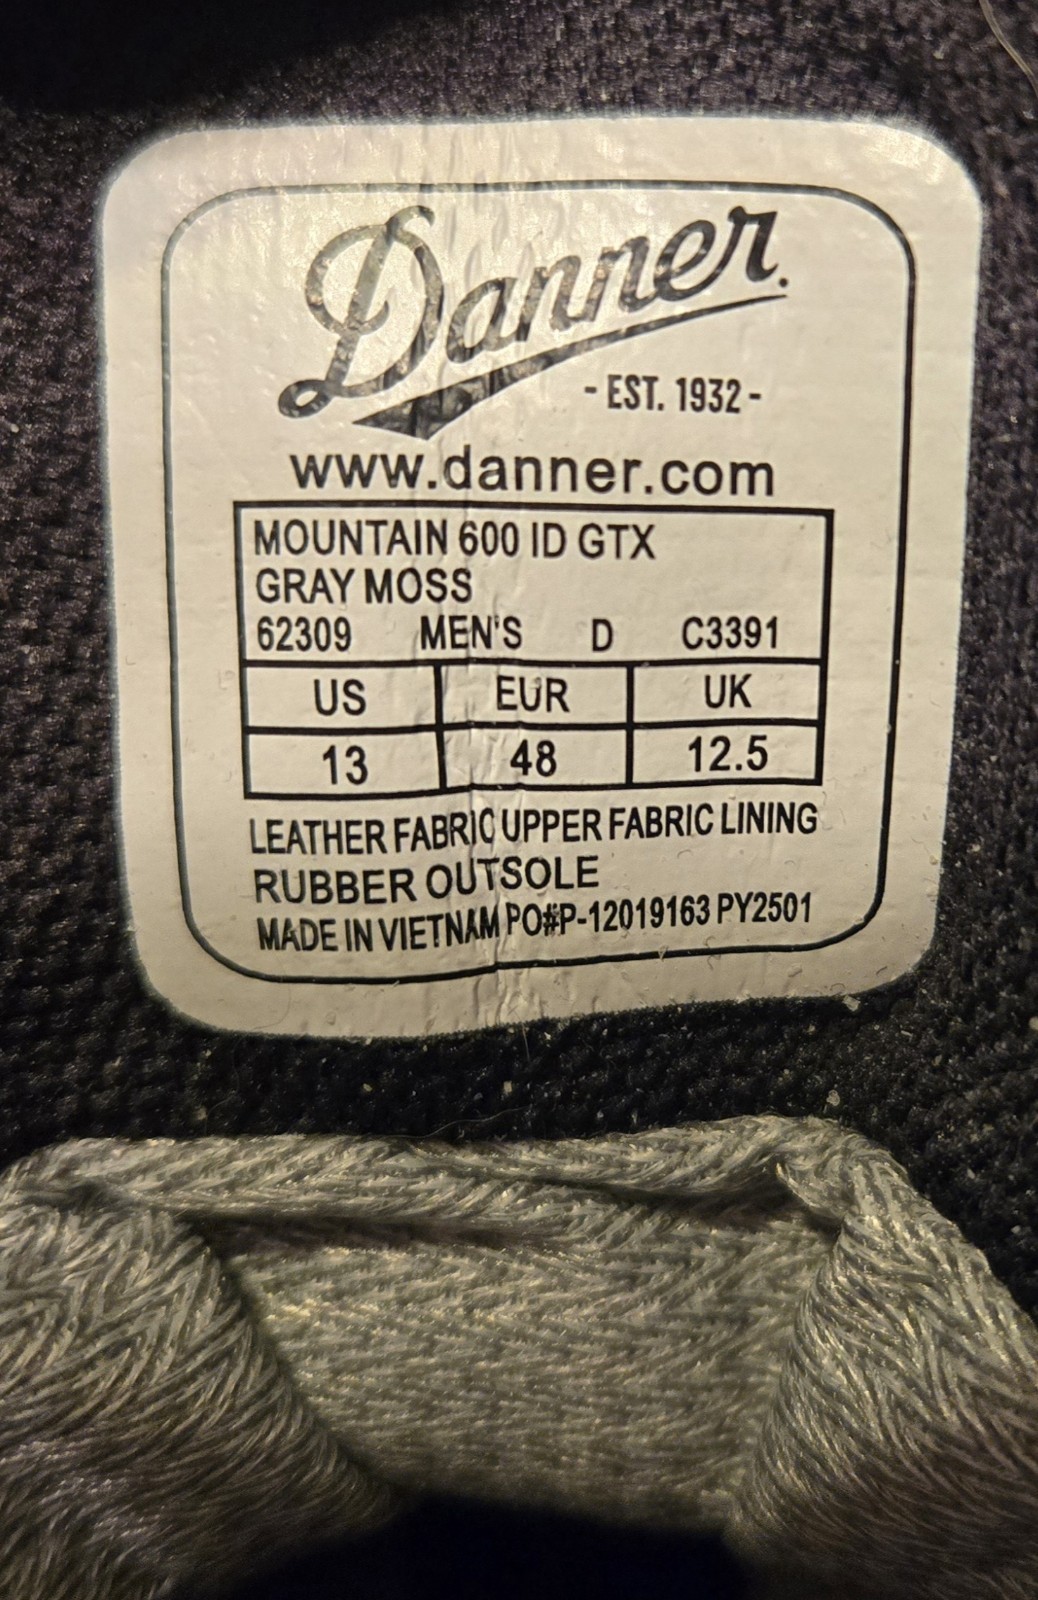 Danner.
- EST. 1932 -
www.danner.com
MOUNTAIN 600 ID GTX
GRAY MOSS
62309 MEN'S D C3391
US EUR UK
13 48 12.5
LEATHER FABRIC UPPER FABRIC LINING
RUBBER OUTSOLE
MADE IN VIETNAM PO#P-12019163 PY2501